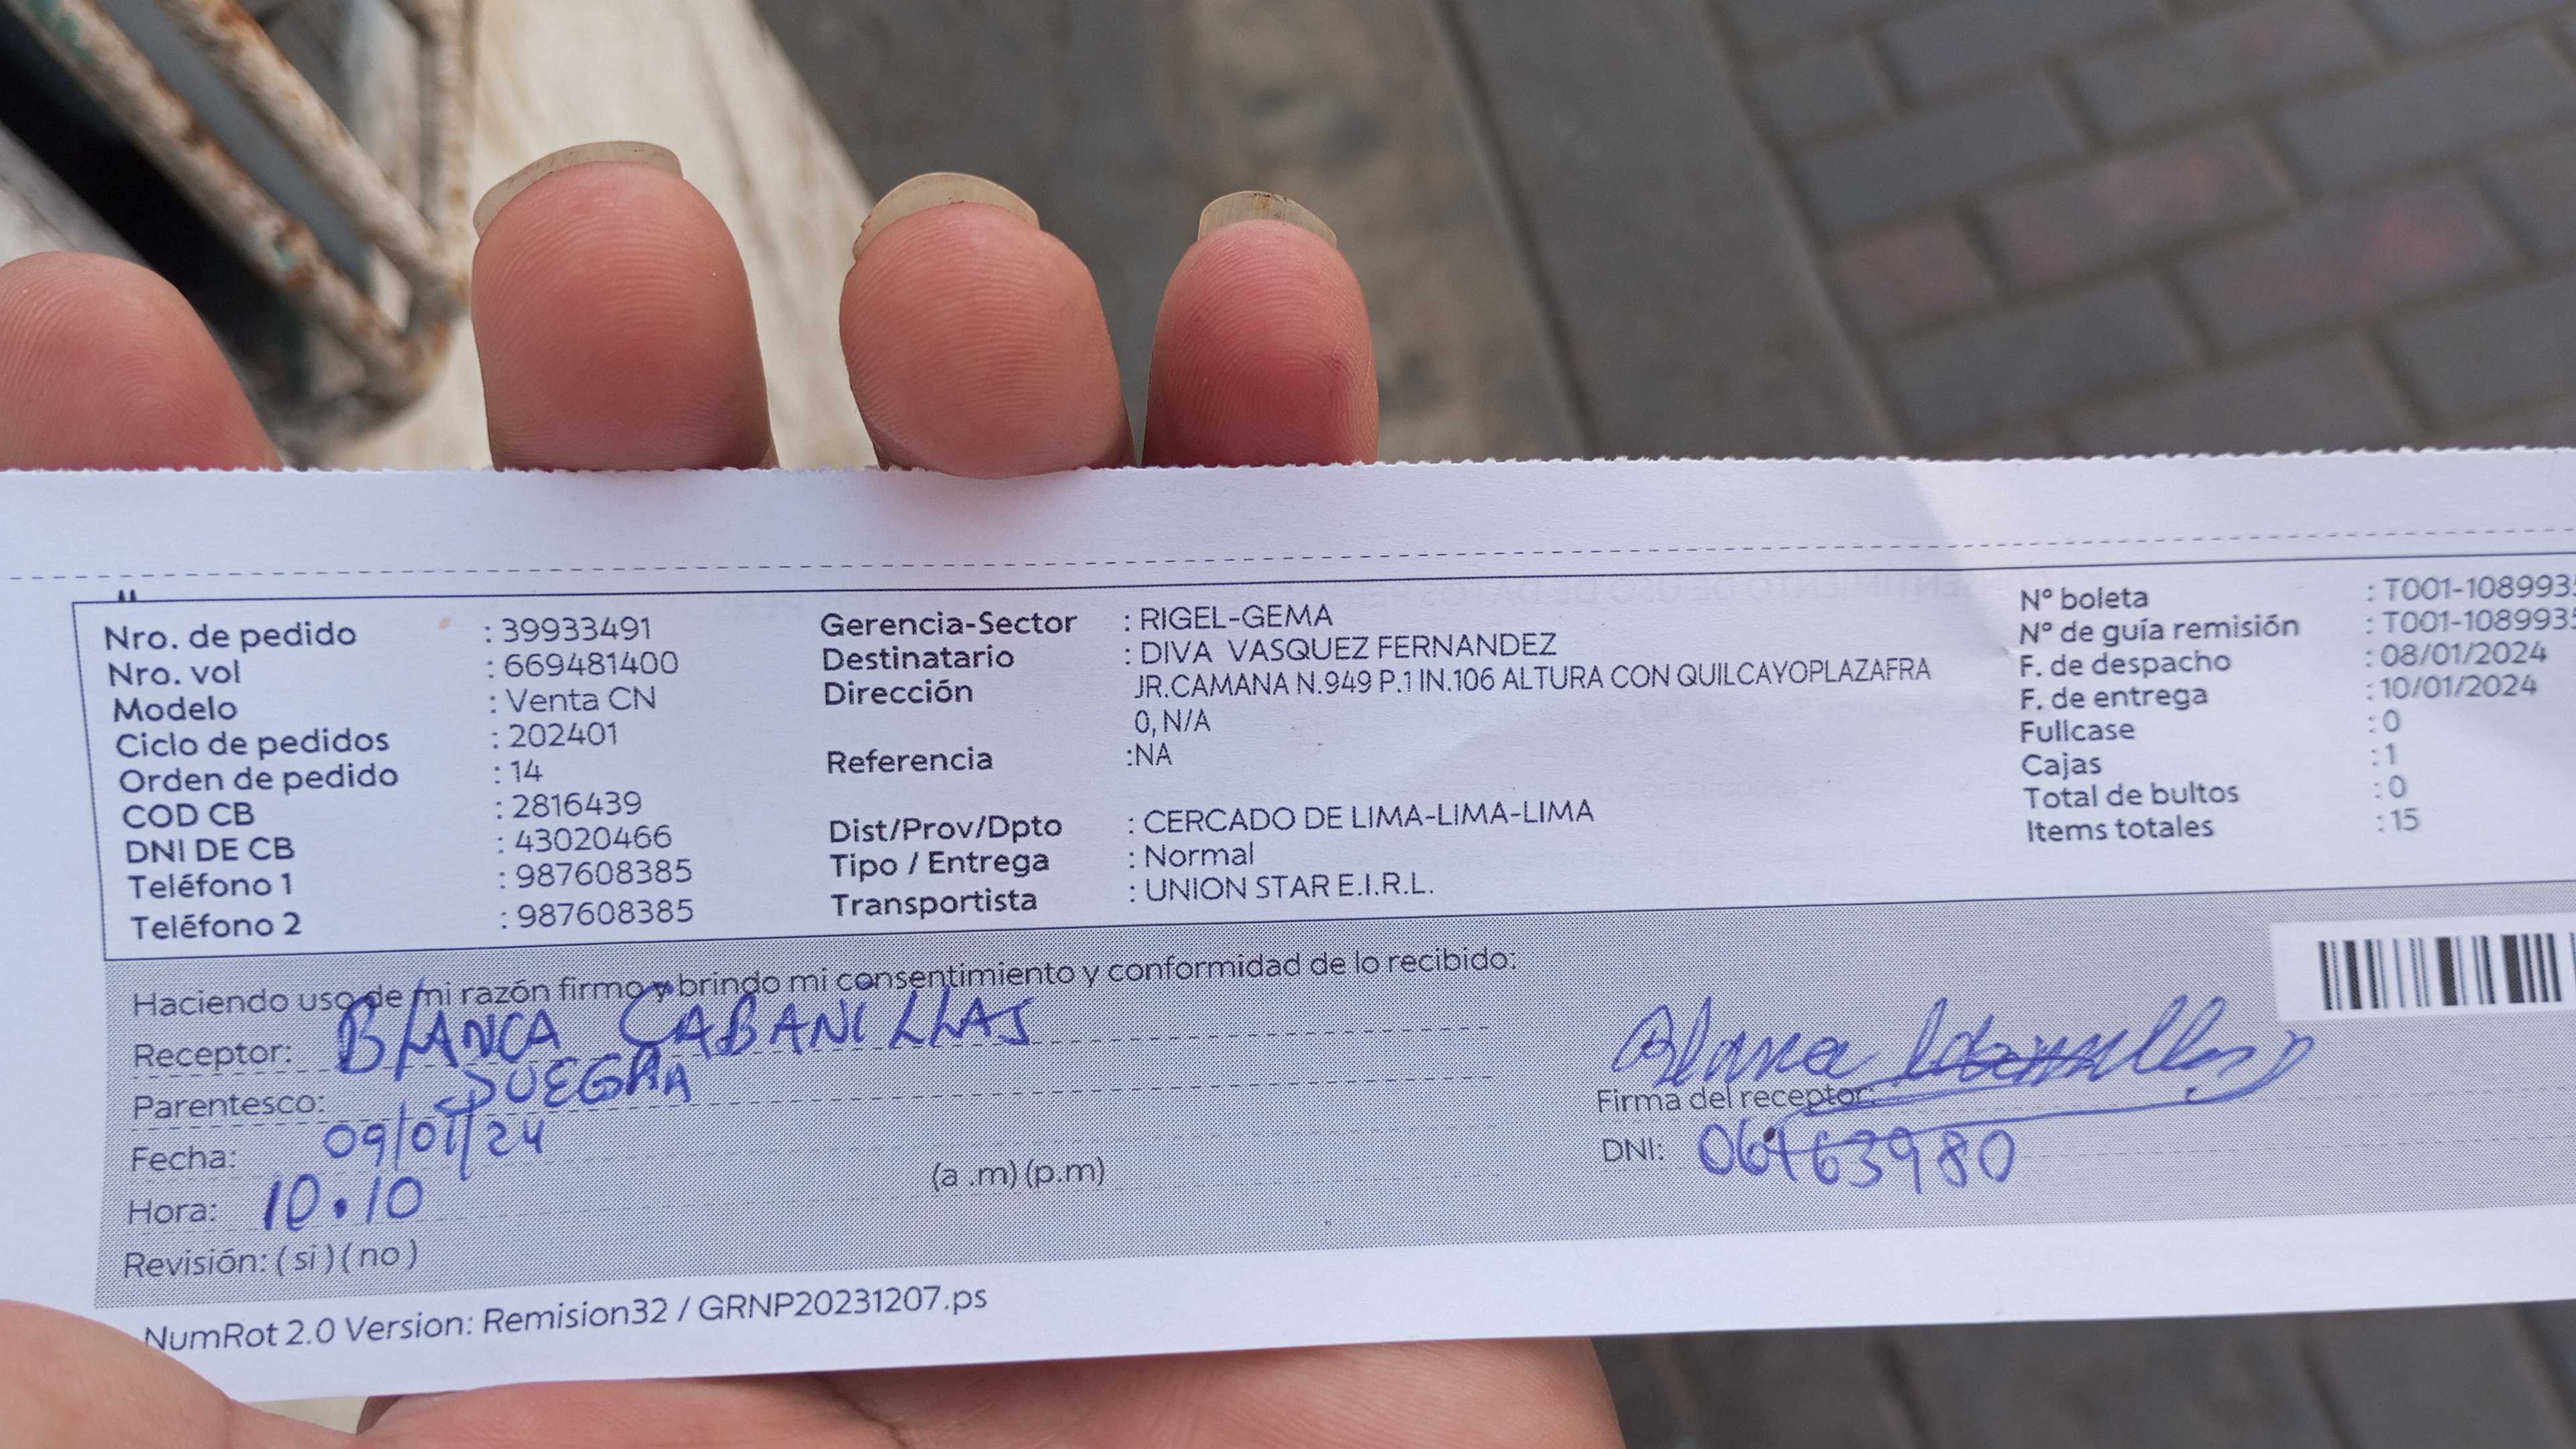 Nro. de pedido : 39933491
Nro. vol : 669481400
Modelo : Venta CN
Ciclo de pedidos : 202401
Orden de pedido : 14
COD CB : 2816439
DNI DE CB : 43020466
Teléfono 1 : 987608385
Teléfono 2 : 987608385
Gerencia-Sector : RIGEL-GEMA
Destinatario : DIVA VASQUEZ FERNANDEZ
Dirección JR.CAMANA N.949 P.1 IN.106 ALTURA CON QUILCAYOPLAZAFRA
0, N/A
Referencia :NA
Dist/Prov/Dpto : CERCADO DE LIMA-LIMA-LIMA
Tipo / Entrega : Normal
Transportista : UNION STAR E.I.R.L.
N° boleta : T001-108993
N° de guía remisión : T001-108993
F. de despacho : 08/01/2024
F. de entrega : 10/01/2024
Fullcase : 0
Cajas : 1
Total de bultos : 0
Items totales : 15
Haciendo uso de mi razón firmo y brindo mi consentimiento y conformidad de lo recibido:
Receptor: BLANCA CABANILLAS
Parentesco: SUEGRA
Fecha: 09/01/24
Hora: 10.10 (a .m) (p.m)
Revisión: ( si ) ( no )
Blanca
Firma del receptor:
DNI:
NumRot 2.0 Version: Remision32 / GRNP20231207.ps